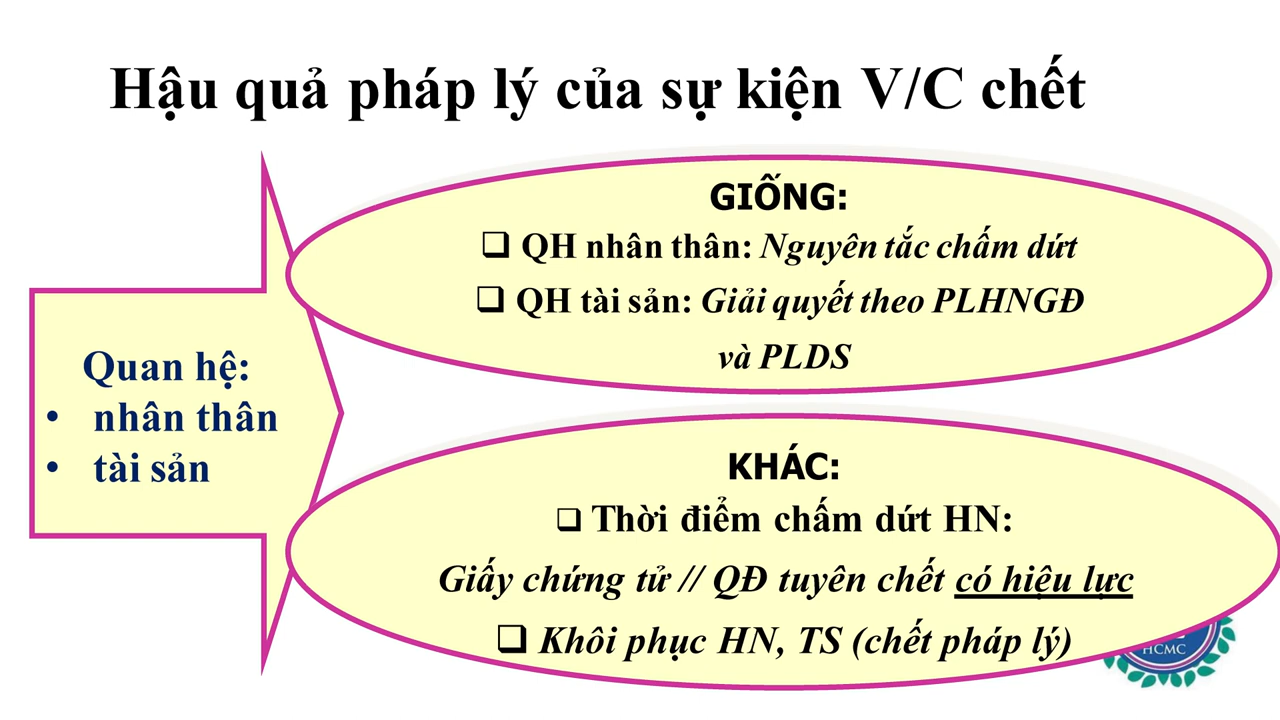 Hậu quả pháp lý của sự kiện V/C chết
Quan hệ:
• nhân thân
• tài sản
GIỐNG:
❑ QH nhân thân: Nguyên tắc chấm dứt
❑ QH tài sản: Giải quyết theo PLHNGĐ
và PLDS
KHÁC:
❑ Thời điểm chấm dứt HN:
Giấy chứng tử // QĐ tuyên chết có hiệu lực
❑ Khôi phục HN, TS (chết pháp lý)
HCMC